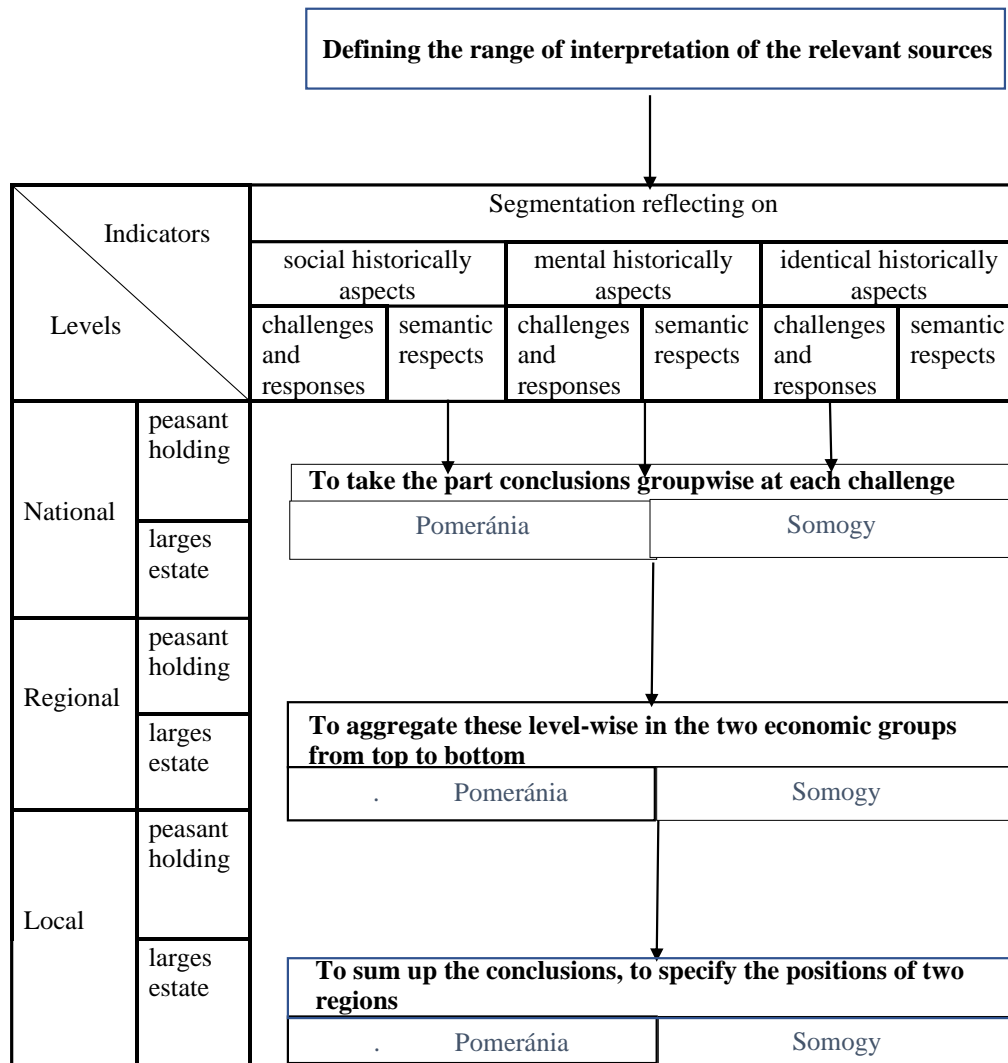 Defining the range of interpretation of the relevant sources
Indicators
Levels
Segmentation reflecting on
social historically
aspects
mental historically
aspects
identical historically
aspects
challenges
and
responses
semantic
respects
challenges
and
responses
semantic
respects
challenges
and
responses
semantic
respects
National
peasant
holding
larges
estate
To take the part conclusions groupwise at each challenge
Pomeránia
Somogy
Regional
peasant
holding
larges
estate
To aggregate these level-wise in the two economic groups
from top to bottom
. Pomeránia
Somogy
Local
peasant
holding
larges
estate
To sum up the conclusions, to specify the positions of two
regions
. Pomeránia
Somogy